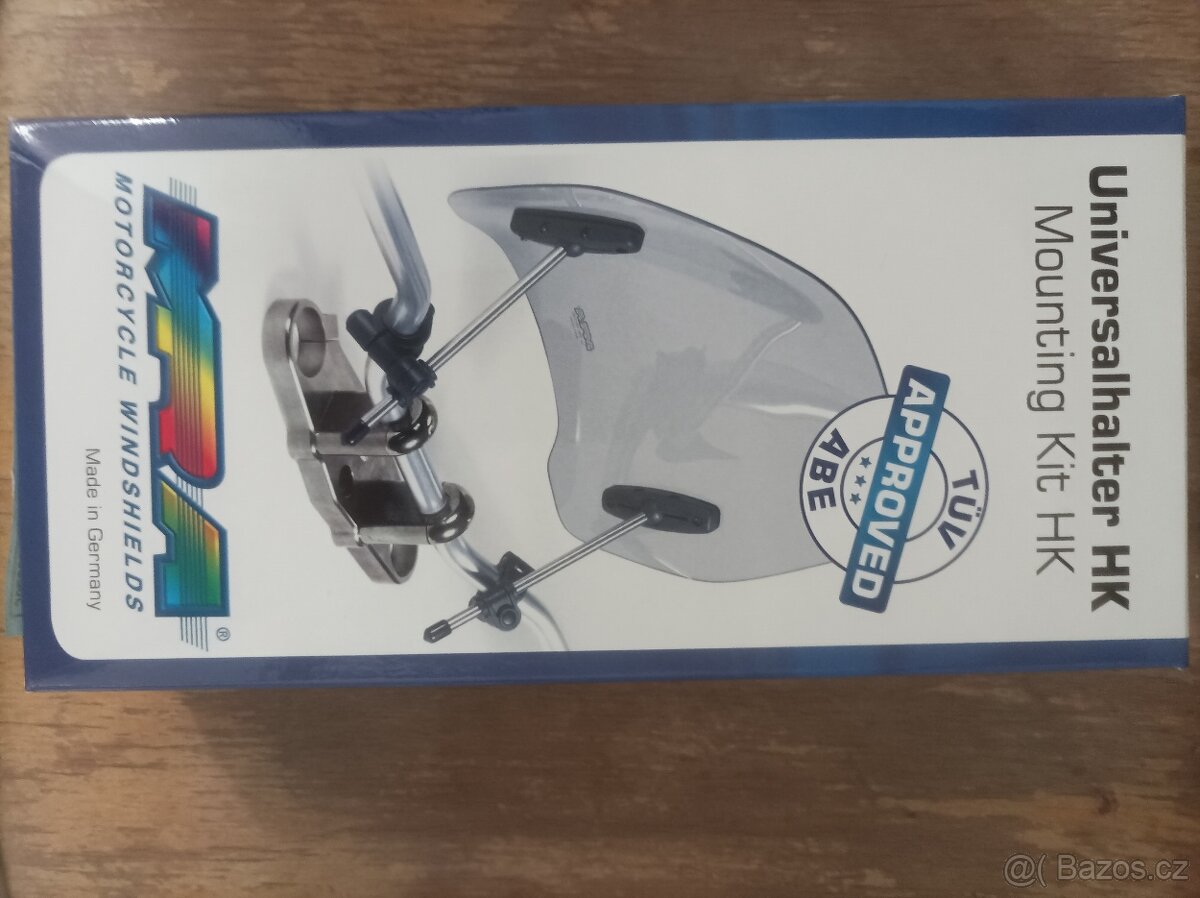 Universalhalter HK
Mounting Kit HK
TÜV
APPROVED
ABE
MRA®
MOTORCYCLE WINDSHIELDS
Made in Germany
@( Bazos.cz